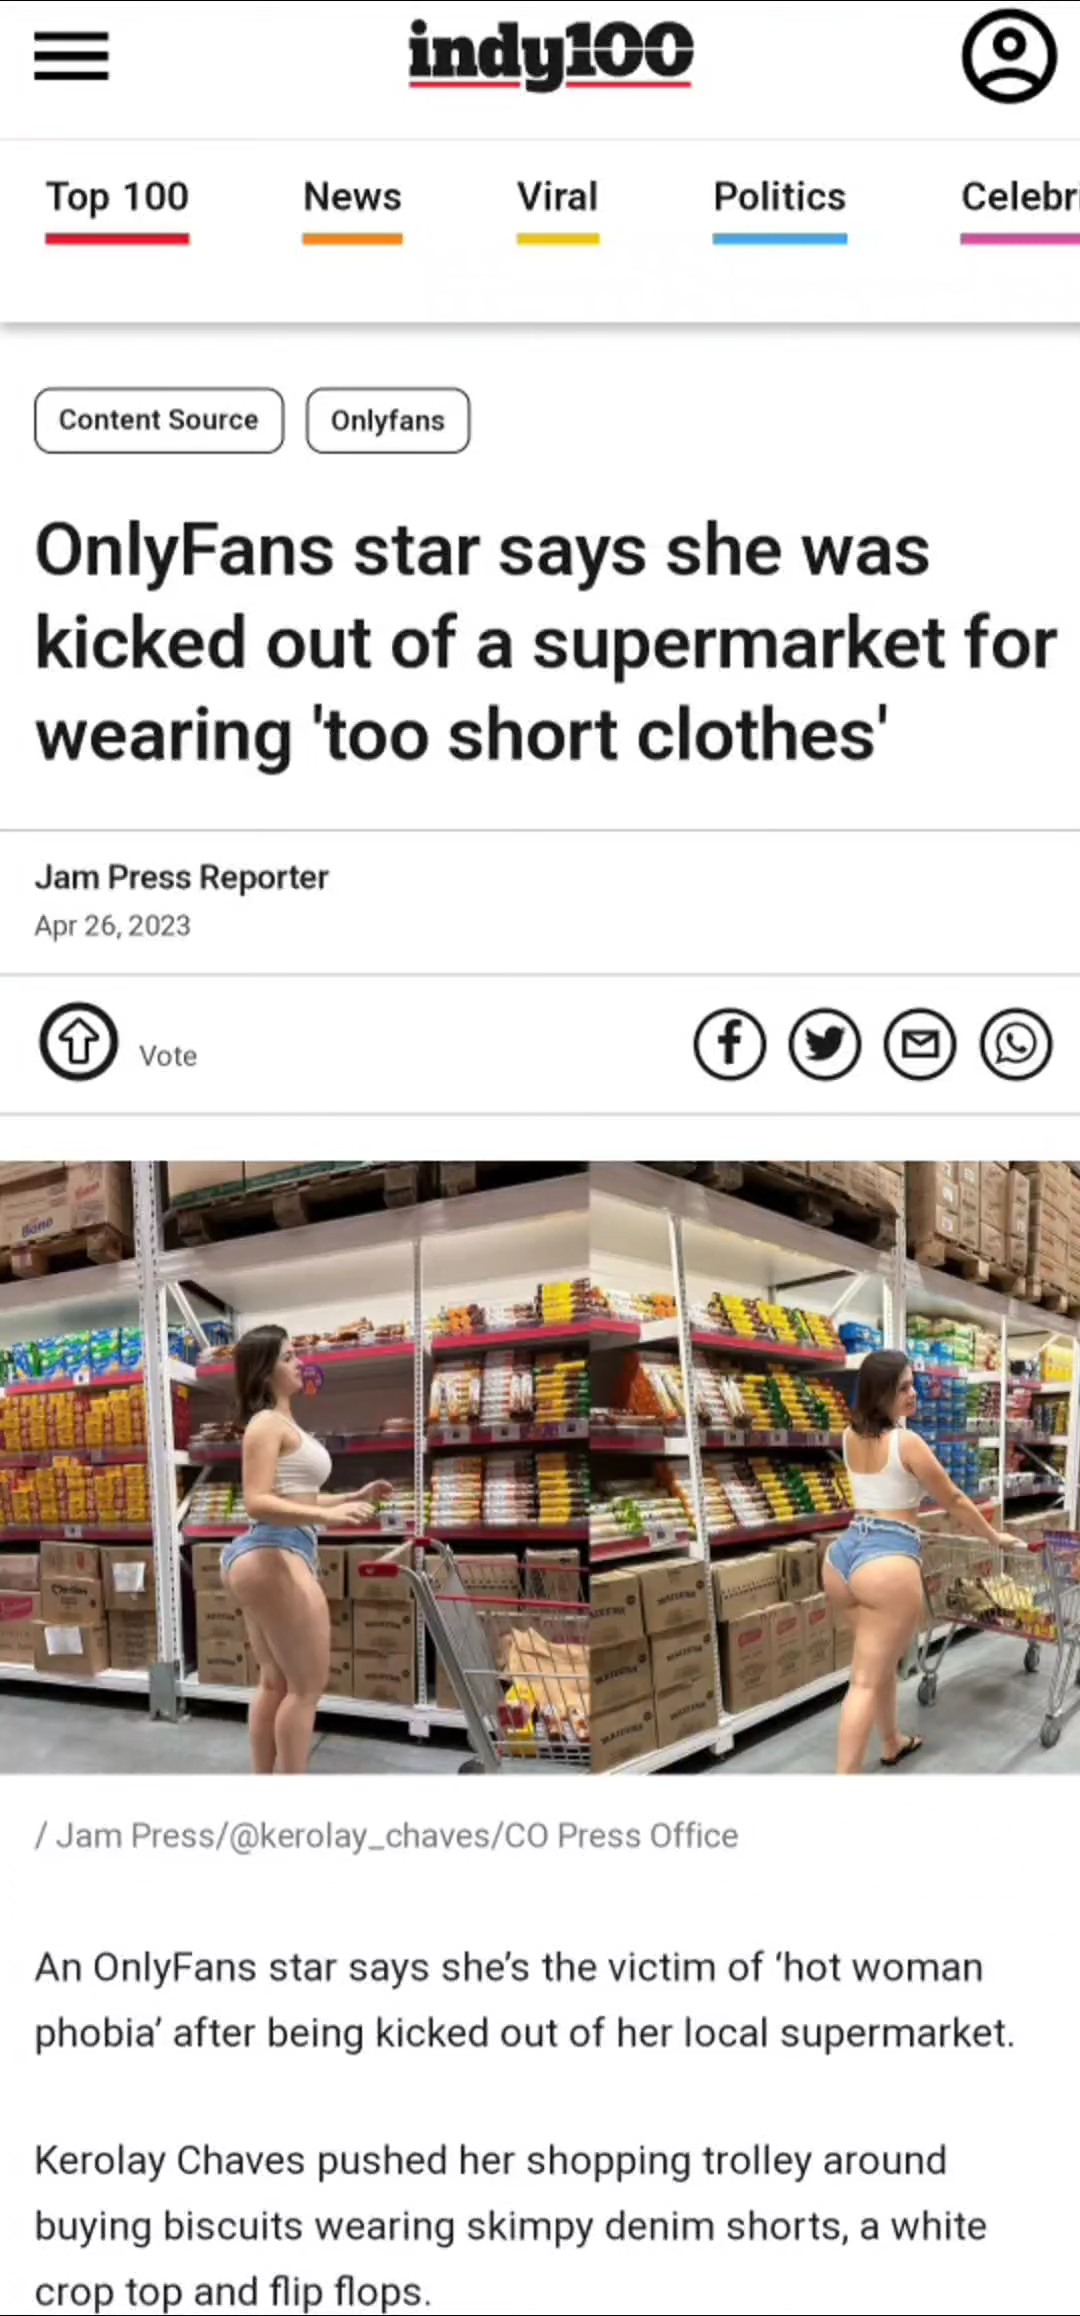 indy100
Top 100 News Viral Politics Celebri
Content Source Onlyfans
OnlyFans star says she was
kicked out of a supermarket for
wearing 'too short clothes'
Jam Press Reporter
Apr 26, 2023
Vote
Bono
/ Jam Press/@kerolay_chaves/CO Press Office
An OnlyFans star says she’s the victim of ‘hot woman
phobia’ after being kicked out of her local supermarket.
Kerolay Chaves pushed her shopping trolley around
buying biscuits wearing skimpy denim shorts, a white
crop top and flip flops.